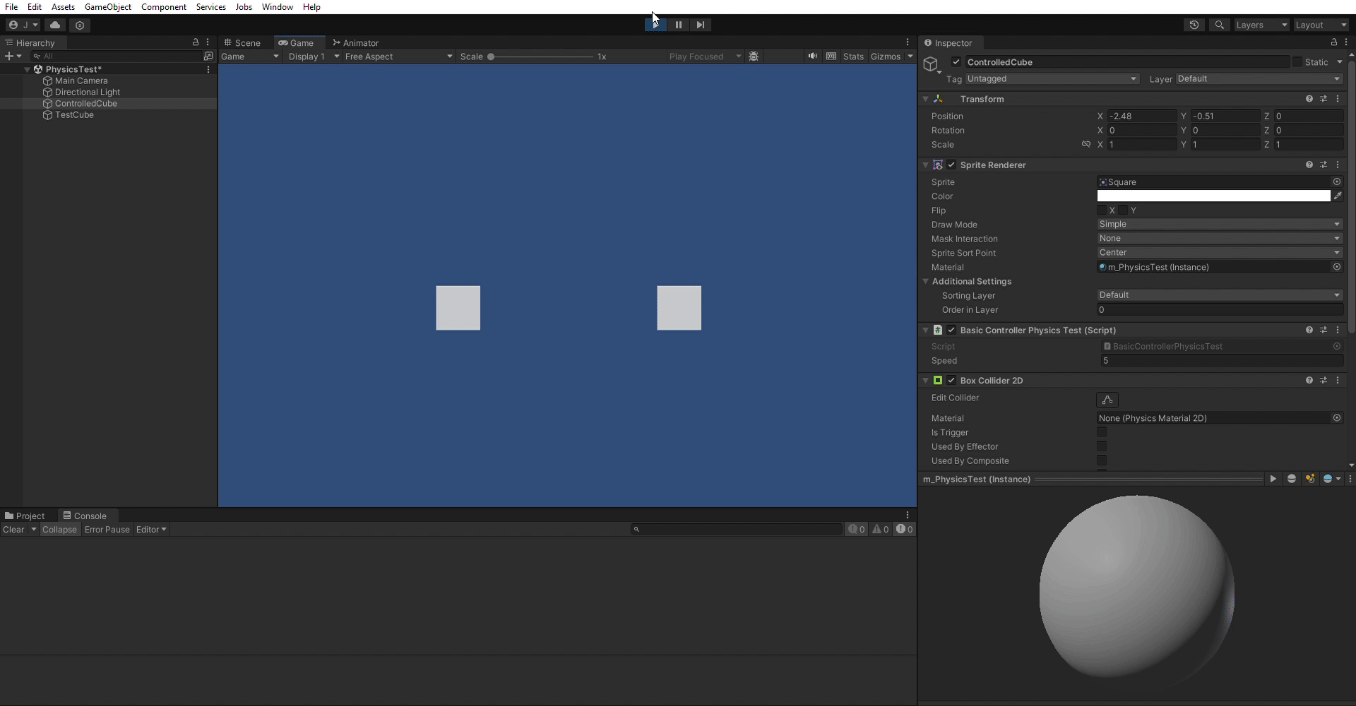 File Edit Assets GameObject Component Services Jobs Window Help
J Layers Layout
Hierarchy Scene Game Animator Inspector
All Game Display 1 Free Aspect Scale 1x Play Focused Stats Gizmos
ControlledCube Static
PhysicsTest*
Tag Untagged Layer Default
Main Camera
Directional Light
ControlledCube
TestCube
Transform
Position X -2.48 Y -0.51 Z 0
Rotation X 0 Y 0 Z 0
Scale X 1 Y 1 Z 1
Sprite Renderer
Sprite Square
Color
Flip X Y
Draw Mode Simple
Mask Interaction None
Sprite Sort Point Center
Material m_PhysicsTest (Instance)
Additional Settings
Sorting Layer Default
Order in Layer 0
Basic Controller Physics Test (Script)
Script BasicControllerPhysicsTest
Speed 5
Box Collider 2D
Edit Collider
Material None (Physics Material 2D)
Is Trigger
Used By Effector
Used By Composite
m_PhysicsTest (Instance)
Project Console
Clear Collapse Error Pause Editor 0 0 0